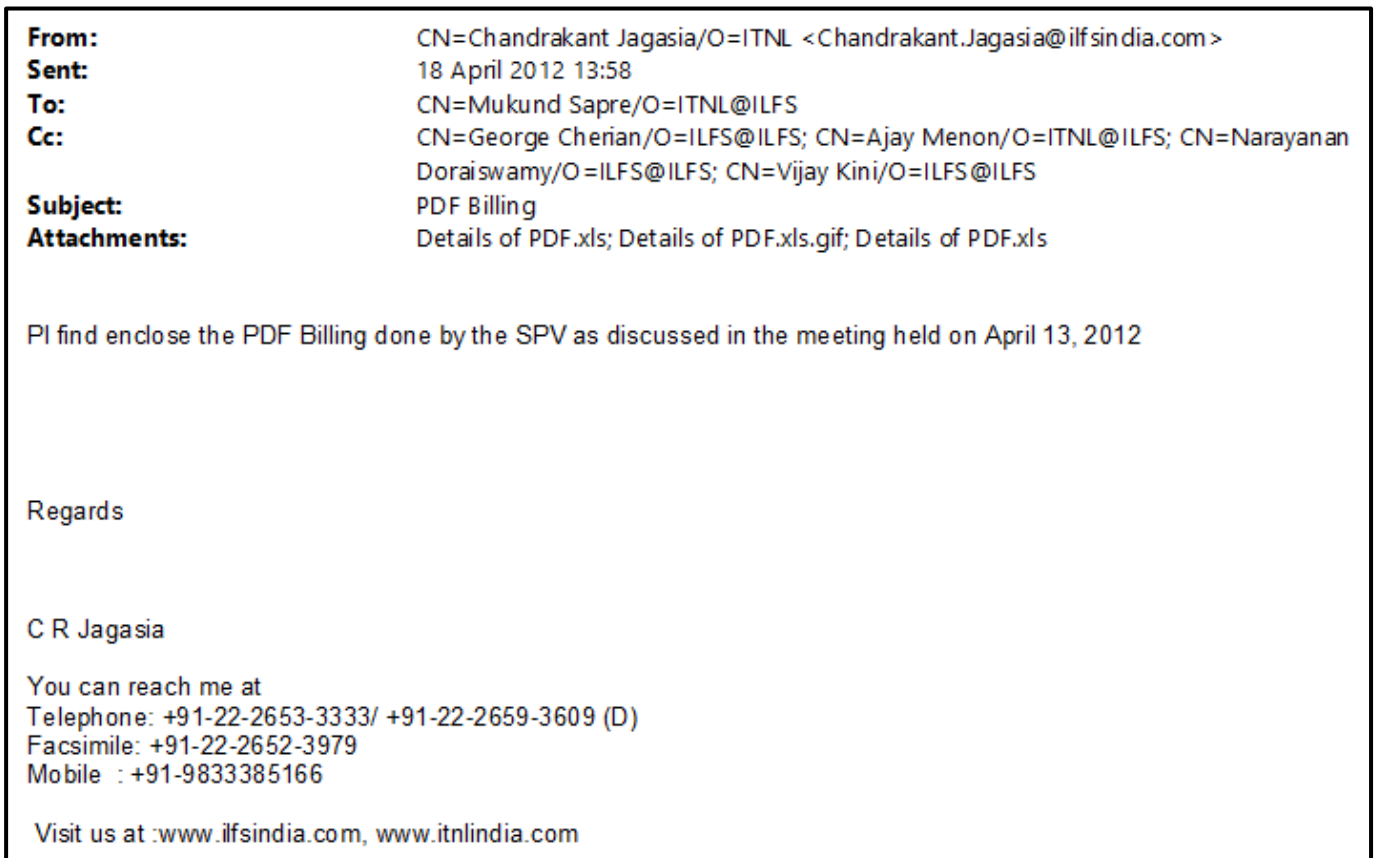 From: CN=Chandrakant Jagasia/O=ITNL <Chandrakant.Jagasia@ilfsindia.com>
Sent: 18 April 2012 13:58
To: CN=Mukund Sapre/O=ITNL@ILFS
Cc: CN=George Cherian/O=ILFS@ILFS; CN=Ajay Menon/O=ITNL@ILFS; CN=Narayanan
Doraiswamy/O=ILFS@ILFS; CN=Vijay Kini/O=ILFS@ILFS
Subject: PDF Billing
Attachments: Details of PDF.xls; Details of PDF.xls.gif; Details of PDF.xls
Pl find enclose the PDF Billing done by the SPV as discussed in the meeting held on April 13, 2012
Regards
C R Jagasia
You can reach me at
Telephone: +91-22-2653-3333/ +91-22-2659-3609 (D)
Facsimile: +91-22-2652-3979
Mobile : +91-9833385166
Visit us at :www.ilfsindia.com, www.itnlindia.com